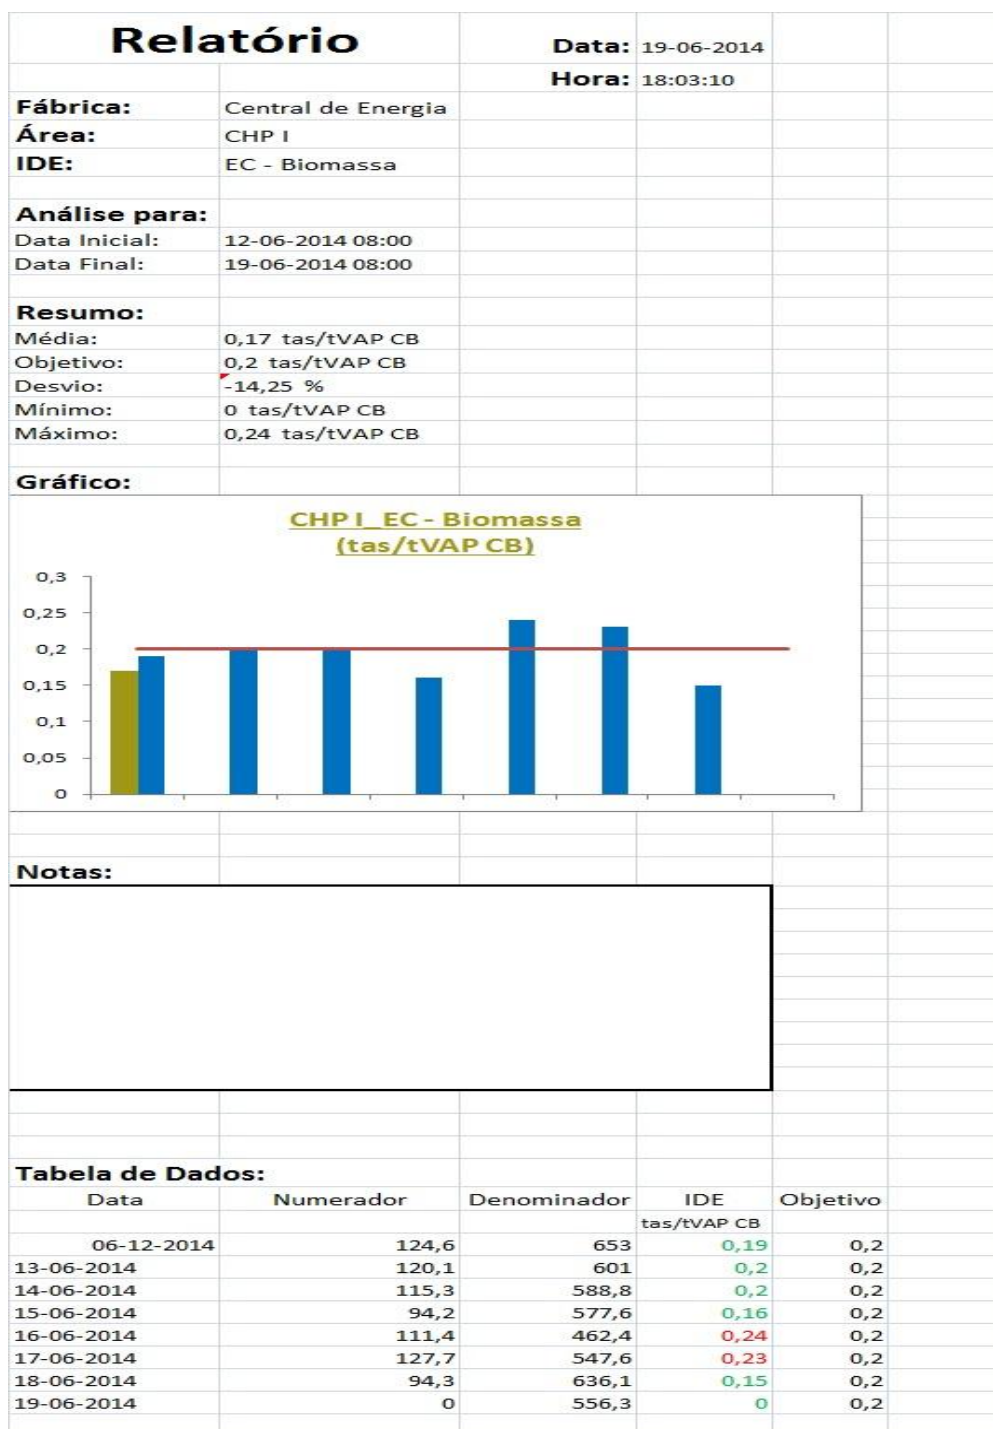 Relatório Data: 19-06-2014
Hora: 18:03:10
Fábrica: Central de Energia
Área: CHP I
IDE: EC - Biomassa
Análise para:
Data Inicial: 12-06-2014 08:00
Data Final: 19-06-2014 08:00
Resumo:
Média: 0,17 tas/tVAP CB
Objetivo: 0,2 tas/tVAP CB
Desvio: -14,25 %
Mínimo: 0 tas/tVAP CB
Máximo: 0,24 tas/tVAP CB
Gráfico:
CHP I_EC - Biomassa
(tas/tVAP CB)
0,3
0,25
0,2
0,15
0,1
0,05
0
Notas:
Tabela de Dados:
Data Numerador Denominador IDE Objetivo
tas/tVAP CB
06-12-2014 124,6 653 0,19 0,2
13-06-2014 120,1 601 0,2 0,2
14-06-2014 115,3 588,8 0,2 0,2
15-06-2014 94,2 577,6 0,16 0,2
16-06-2014 111,4 462,4 0,24 0,2
17-06-2014 127,7 547,6 0,23 0,2
18-06-2014 94,3 636,1 0,15 0,2
19-06-2014 0 556,3 0 0,2